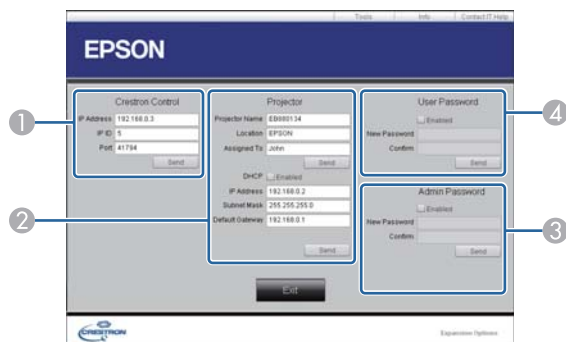 Tools Info Contact IT Help
EPSON
Crestron Control
IP Address 192.168.0.3
IP ID 5
Port 41794
Send
Projector
Projector Name EB880134
Location EPSON
Assigned To John
Send
DHCP Enabled
IP Address 192.168.0.2
Subnet Mask 255.255.255.0
Default Gateway 192.168.0.1
Send
User Password
Enabled
New Password
Confirm
Send
Admin Password
Enabled
New Password
Confirm
Send
Exit
CRESTRON
Expansion Options
1
2
4
3